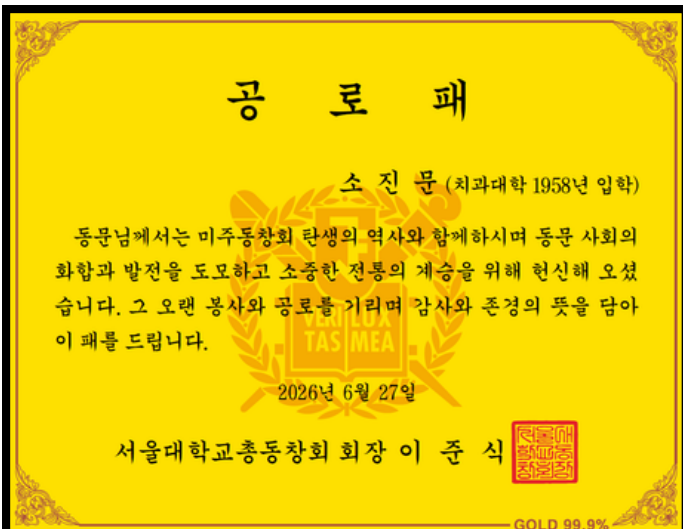 공 로 패
소 진 문 (치과대학 1958년 입학)
동문님께서는 미주동창회 탄생의 역사와 함께하시며 동문 사회의
화합과 발전을 도모하고 소중한 전통의 계승을 위해 헌신해 오셨
습니다. 그 오랜 봉사와 공로를 기리며 감사와 존경의 뜻을 담아
이 패를 드립니다.
VERI LUX
TAS MEA
2026년 6월 27일
서울대학교총동창회 회장 이 준 식
GOLD 99.9%